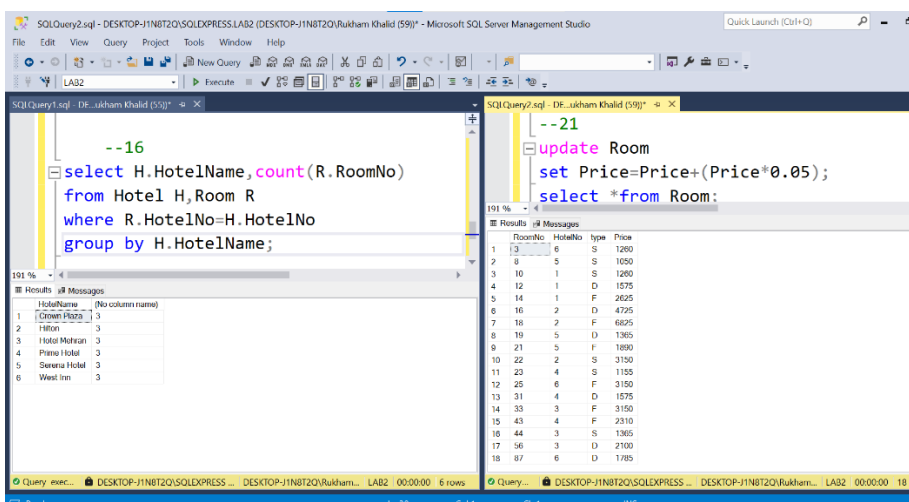 SQLQuery2.sql - DESKTOP-J1N8T2Q\SQLEXPRESS.LAB2 (DESKTOP-J1N8T2Q\Rukham Khalid (59))* - Microsoft SQL Server Management Studio
Quick Launch (Ctrl+Q)
File Edit View Query Project Tools Window Help
New Query
LAB2
Execute
SQLQuery1.sql - DE...ukham Khalid (55))*
--16
select H.HotelName,count(R.RoomNo)
from Hotel H,Room R
where R.HotelNo=H.HotelNo
group by H.HotelName;
191 %
Results Messages
HotelName (No column name)
1 Crown Plaza 3
2 Hilton 3
3 Hotel Mehran 3
4 Prime Hotel 3
5 Serena Hotel 3
6 West Inn 3
Query exec... DESKTOP-J1N8T2Q\SQLEXPRESS ... DESKTOP-J1N8T2Q\Rukham... LAB2 00:00:00 6 rows
SQLQuery2.sql - DE...ukham Khalid (59))*
--21
update Room
set Price=Price+(Price*0.05);
select *from Room;
191 %
Results Messages
RoomNo HotelNo type Price
1 3 6 S 1260
2 8 5 S 1050
3 10 1 S 1260
4 12 1 D 1575
5 14 1 F 2625
6 16 2 D 4725
7 18 2 F 6825
8 19 5 D 1365
9 21 5 F 1890
10 22 2 S 3150
11 23 4 S 1155
12 25 6 F 3150
13 31 4 D 1575
14 33 3 F 3150
15 43 4 F 2310
16 44 3 S 1365
17 56 3 D 2100
18 87 6 D 1785
Query... DESKTOP-J1N8T2Q\SQLEXPRESS ... DESKTOP-J1N8T2Q\Rukham... LAB2 00:00:00 18